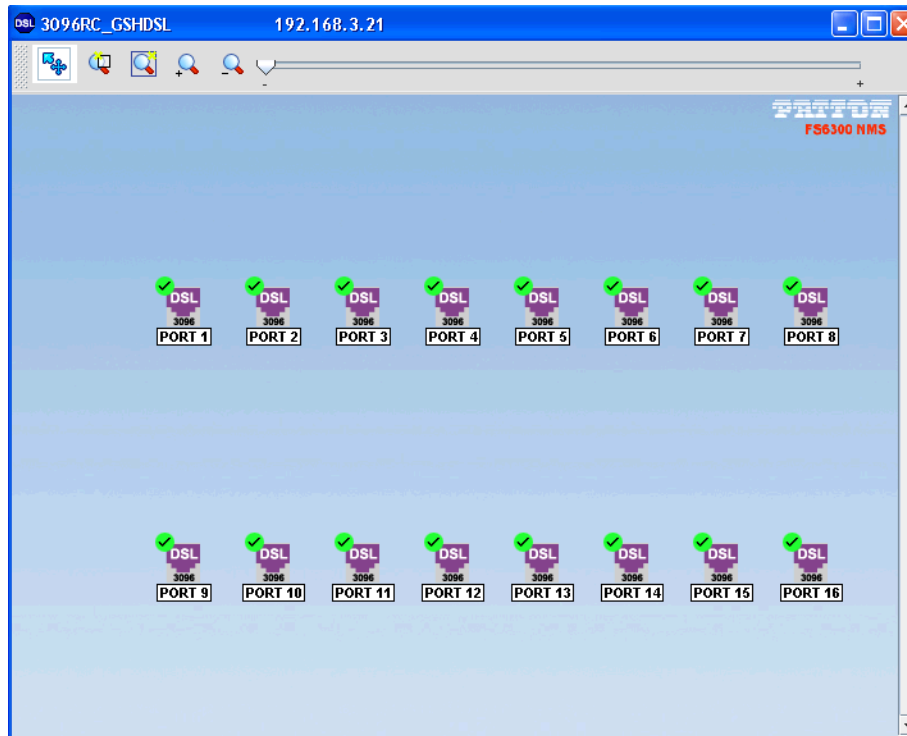 DSL 3096RC_GSHDSL 192.168.3.21
- +
PATTON
FS6300 NMS
DSL DSL DSL DSL DSL DSL DSL DSL
3096 3096 3096 3096 3096 3096 3096 3096
PORT 1 PORT 2 PORT 3 PORT 4 PORT 5 PORT 6 PORT 7 PORT 8
DSL DSL DSL DSL DSL DSL DSL DSL
3096 3096 3096 3096 3096 3096 3096 3096
PORT 9 PORT 10 PORT 11 PORT 12 PORT 13 PORT 14 PORT 15 PORT 16